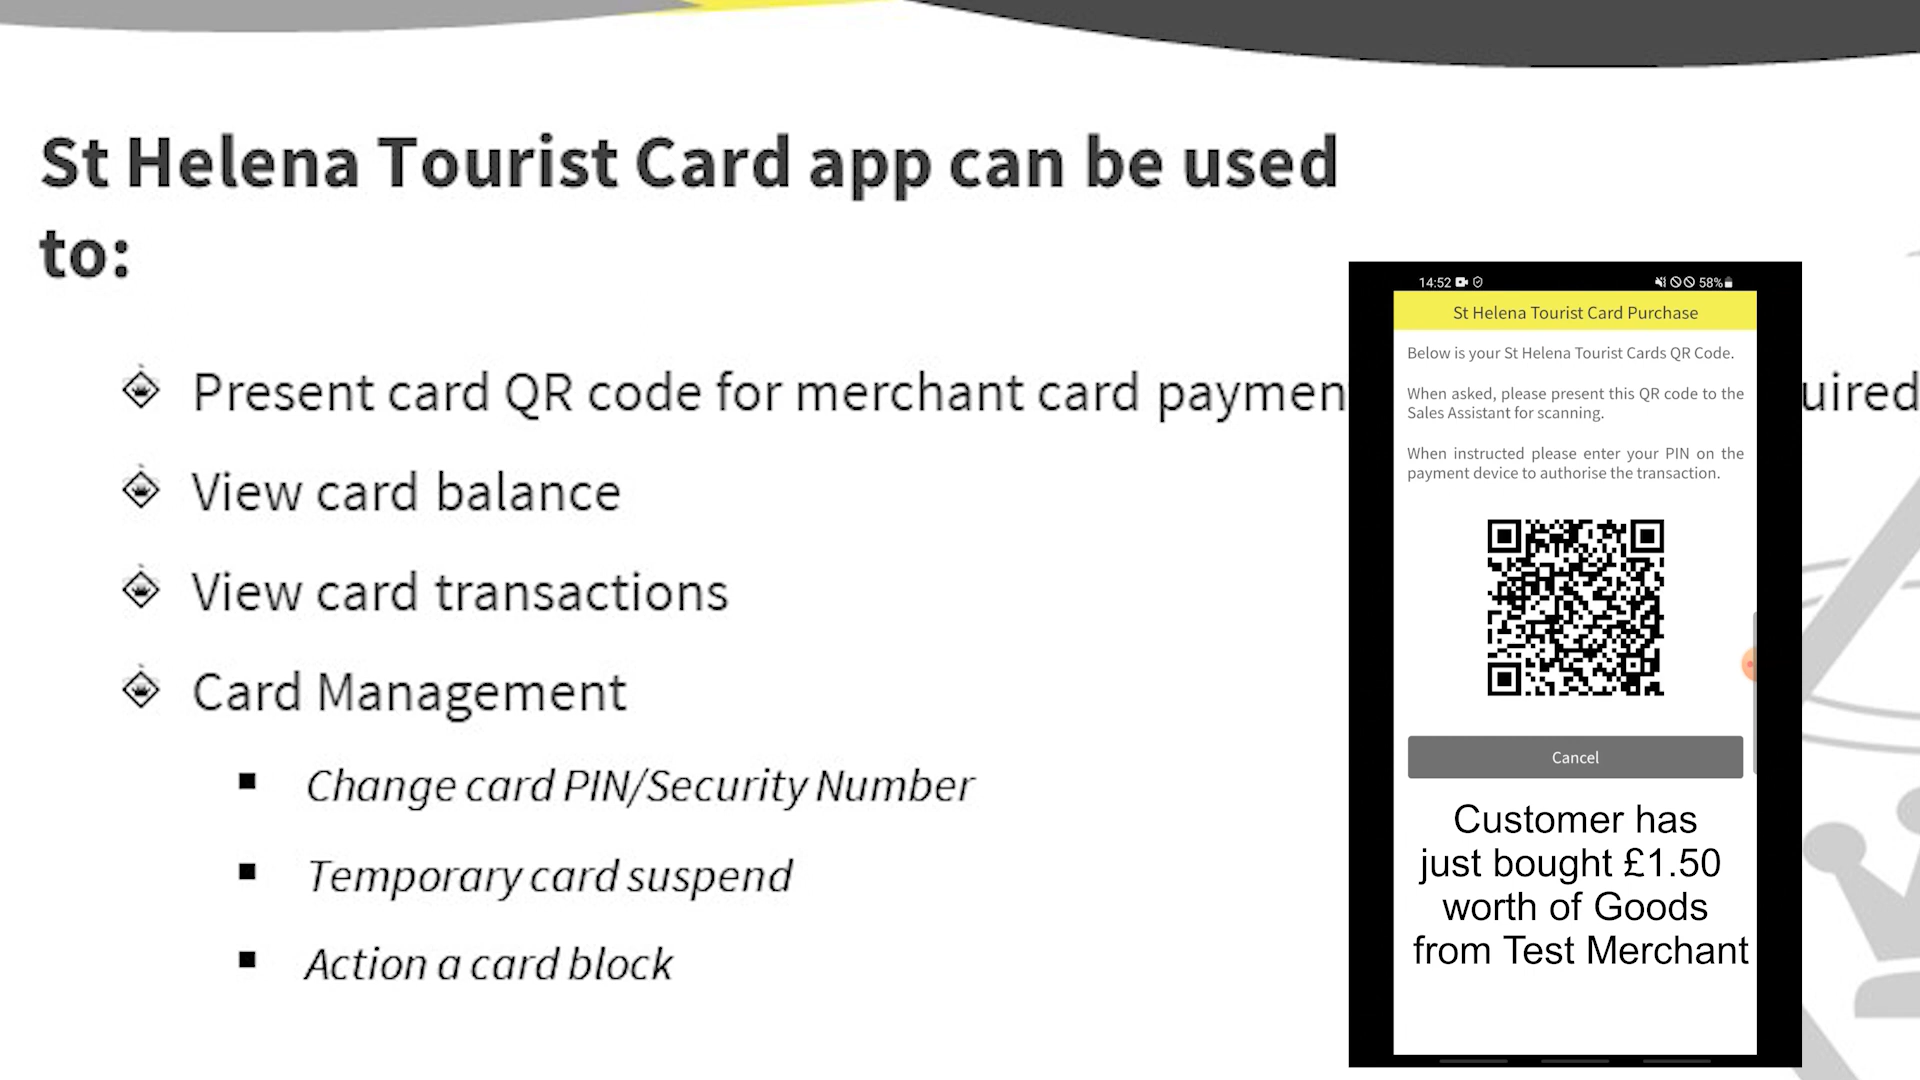 St Helena Tourist Card app can be used
to:
Present card QR code for merchant card
View card balance
View card transactions
Card Management
Change card PIN/Security Number
Temporary card suspend
Action a card block
14:52
58%
St Helena Tourist Card Purchase
Below is your St Helena Tourist Cards QR Code.
When asked, please present this QR code to the
Sales Assistant for scanning.
When instructed please enter your PIN on the
payment device to authorise the transaction.
Cancel
Customer has
just bought £1.50
worth of Goods
from Test Merchant